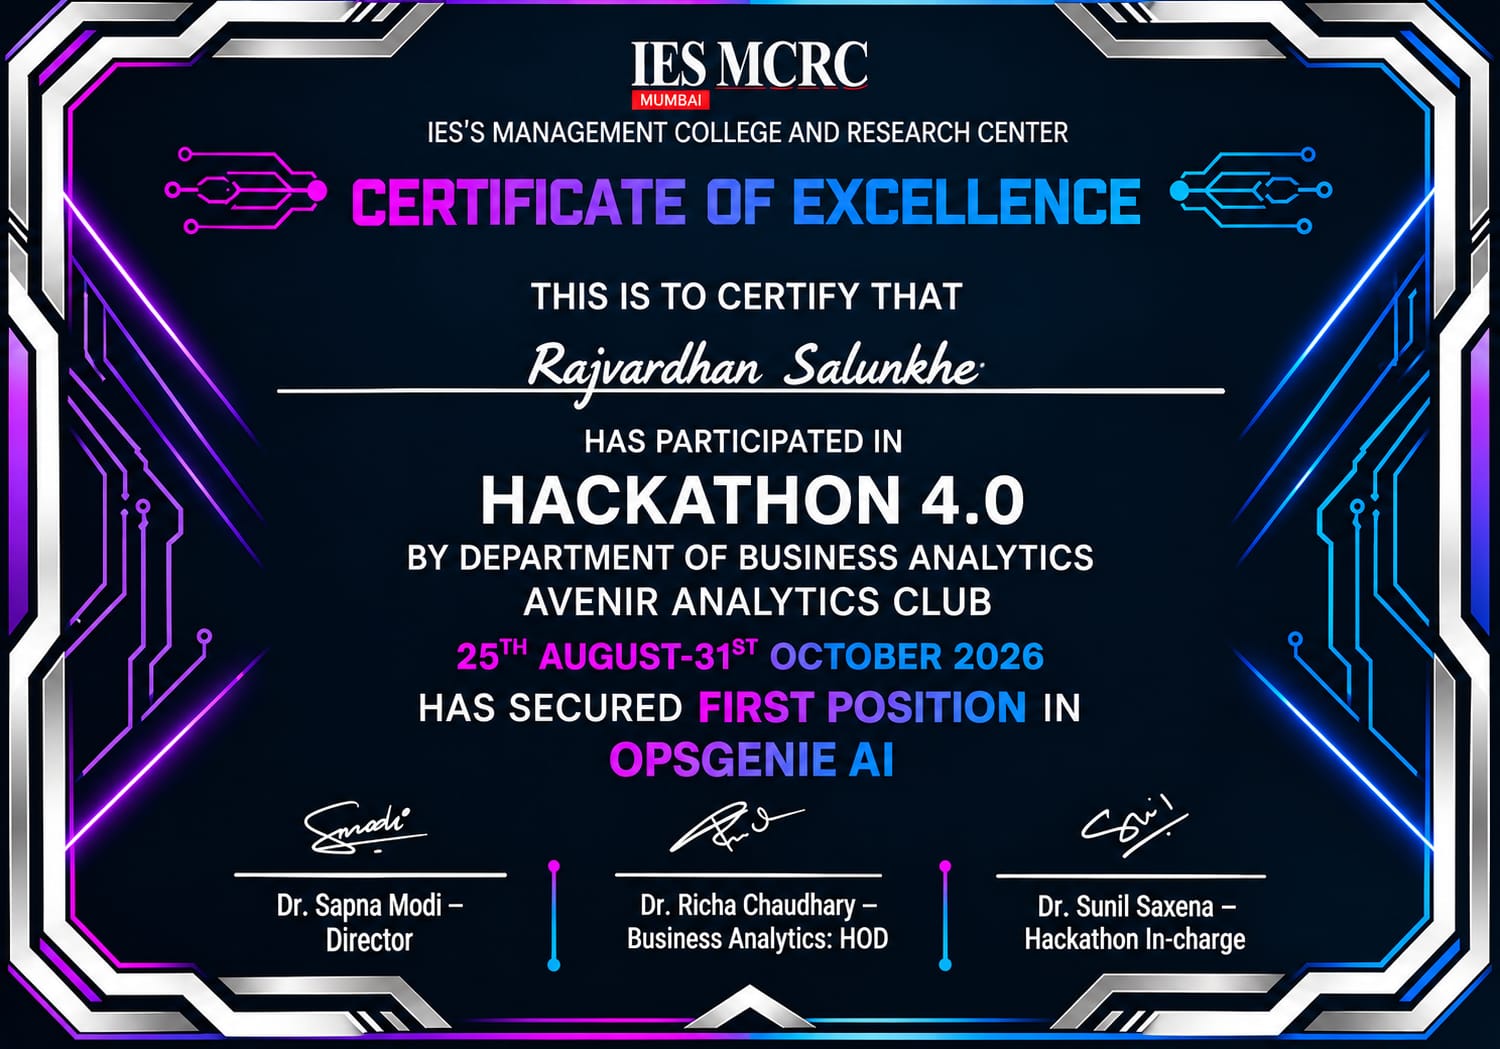 IES MCRC
MUMBAI
IES'S MANAGEMENT COLLEGE AND RESEARCH CENTER
CERTIFICATE OF EXCELLENCE
THIS IS TO CERTIFY THAT
Rajvardhan Salunkhe
HAS PARTICIPATED IN
HACKATHON 4.0
BY DEPARTMENT OF BUSINESS ANALYTICS
AVENIR ANALYTICS CLUB
25TH AUGUST-31ST OCTOBER 2026
HAS SECURED FIRST POSITION IN
OPSGENIE AI
Dr. Sapna Modi –
Director
Dr. Richa Chaudhary –
Business Analytics: HOD
Dr. Sunil Saxena –
Hackathon In-charge